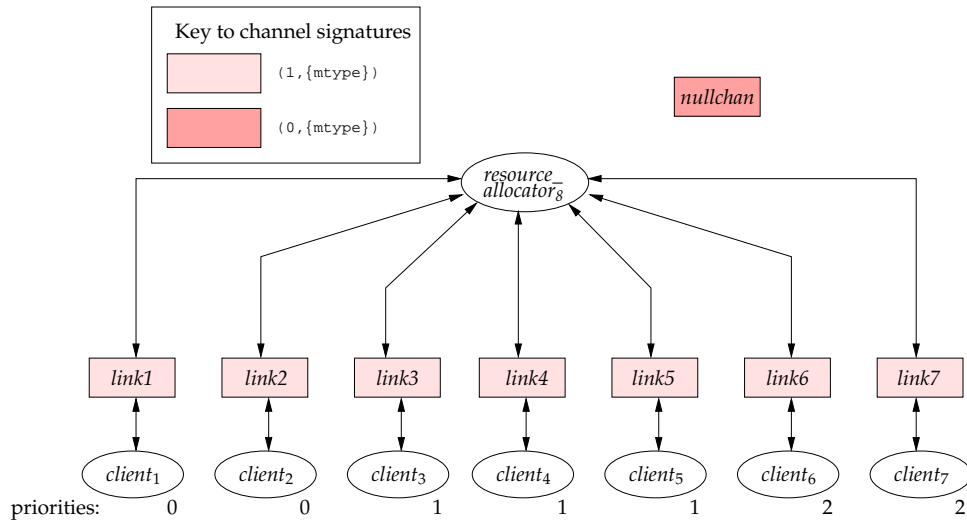 Key to channel signatures
(1,{mtype})
(0,{mtype})
nullchan
resource_
allocator8
link1 link2 link3 link4 link5 link6 link7
client1 client2 client3 client4 client5 client6 client7
priorities: 0 0 1 1 1 2 2